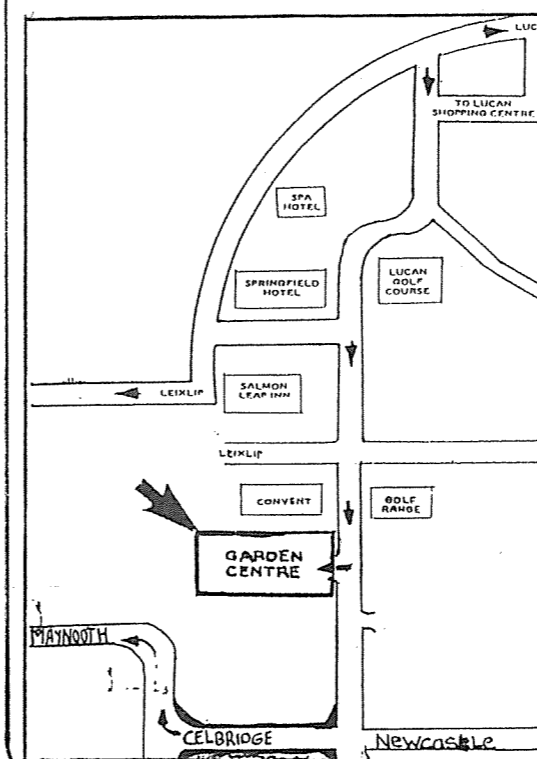 LUC
TO LUCAN
SHOPPING CENTRE
SPA
HOTEL
SPRINGFIELD
HOTEL
LUCAN
GOLF
COURSE
LEIXLIP
SALMON
LEAP INN
LEIXLIP
CONVENT
GOLF
RANGE
GARDEN
CENTRE
MAYNOOTH
CELBRIDGE
Newcastle